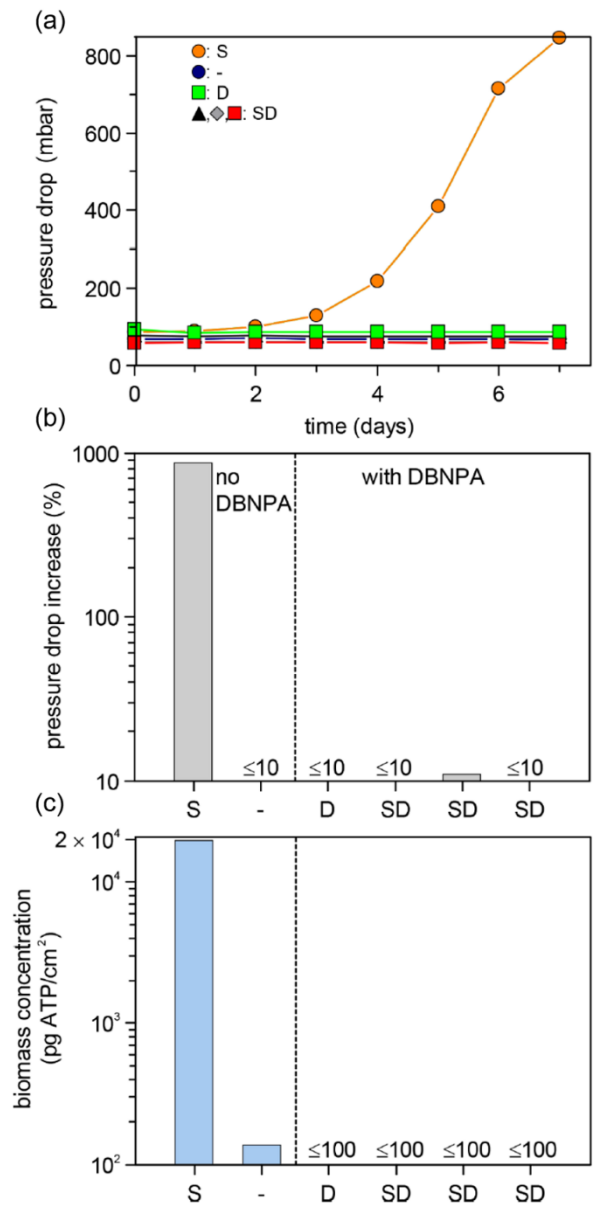 (a)
800
600
400
200
0
pressure drop (mbar)
: S
: -
: D
, , : SD
0 2 4 6
time (days)
(b)
1000
100
10
pressure drop increase (%)
no
DBNPA
with DBNPA
≤10 ≤10 ≤10 ≤10
S - D SD SD SD
(c)
2 × 10⁴
10³
10²
biomass concentration
(pg ATP/cm²)
≤100 ≤100 ≤100 ≤100
S - D SD SD SD